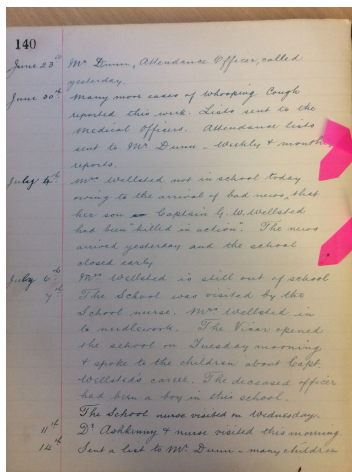 140
June 23rd Mr Dunn, Attendance Officer, called
yesterday.
June 30th Many more cases of whooping Cough
reported this week. Lists sent to the
Medical Officers. Attendance lists
sent to Mr Dunn - Weekly & monthly
reports.
July 4th Mrs Wellsted not in school today
owing to the arrival of bad news, that
her son Captain G. W. Wellsted
had been "killed in action". The news
arrived yesterday and the school
closed early.
July 6th Mrs Wellsted is still out of school
7th The School was visited by the
School nurse. Mrs Wellsted in
to needlework. The Vicar opened
the school on Tuesday morning
& spoke to the children about Capt.
Wellsted's career. The deceased officer
had been a boy in this school.
The School nurse visited on Wednesday.
11th Dr Ashkenny & nurse visited this morning.
14th Sent a list to Mr Dunn - many children